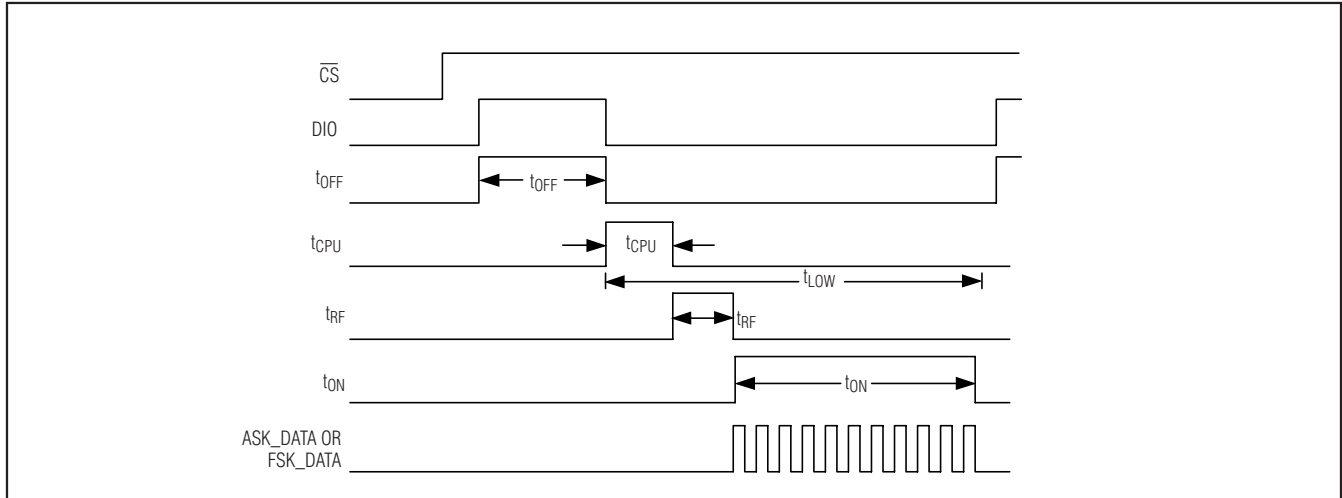 CS
DIO
tOFF
tOFF
tCPU
tCPU
tLOW
tRF
tRF
tON
tON
ASK_DATA OR
FSK_DATA